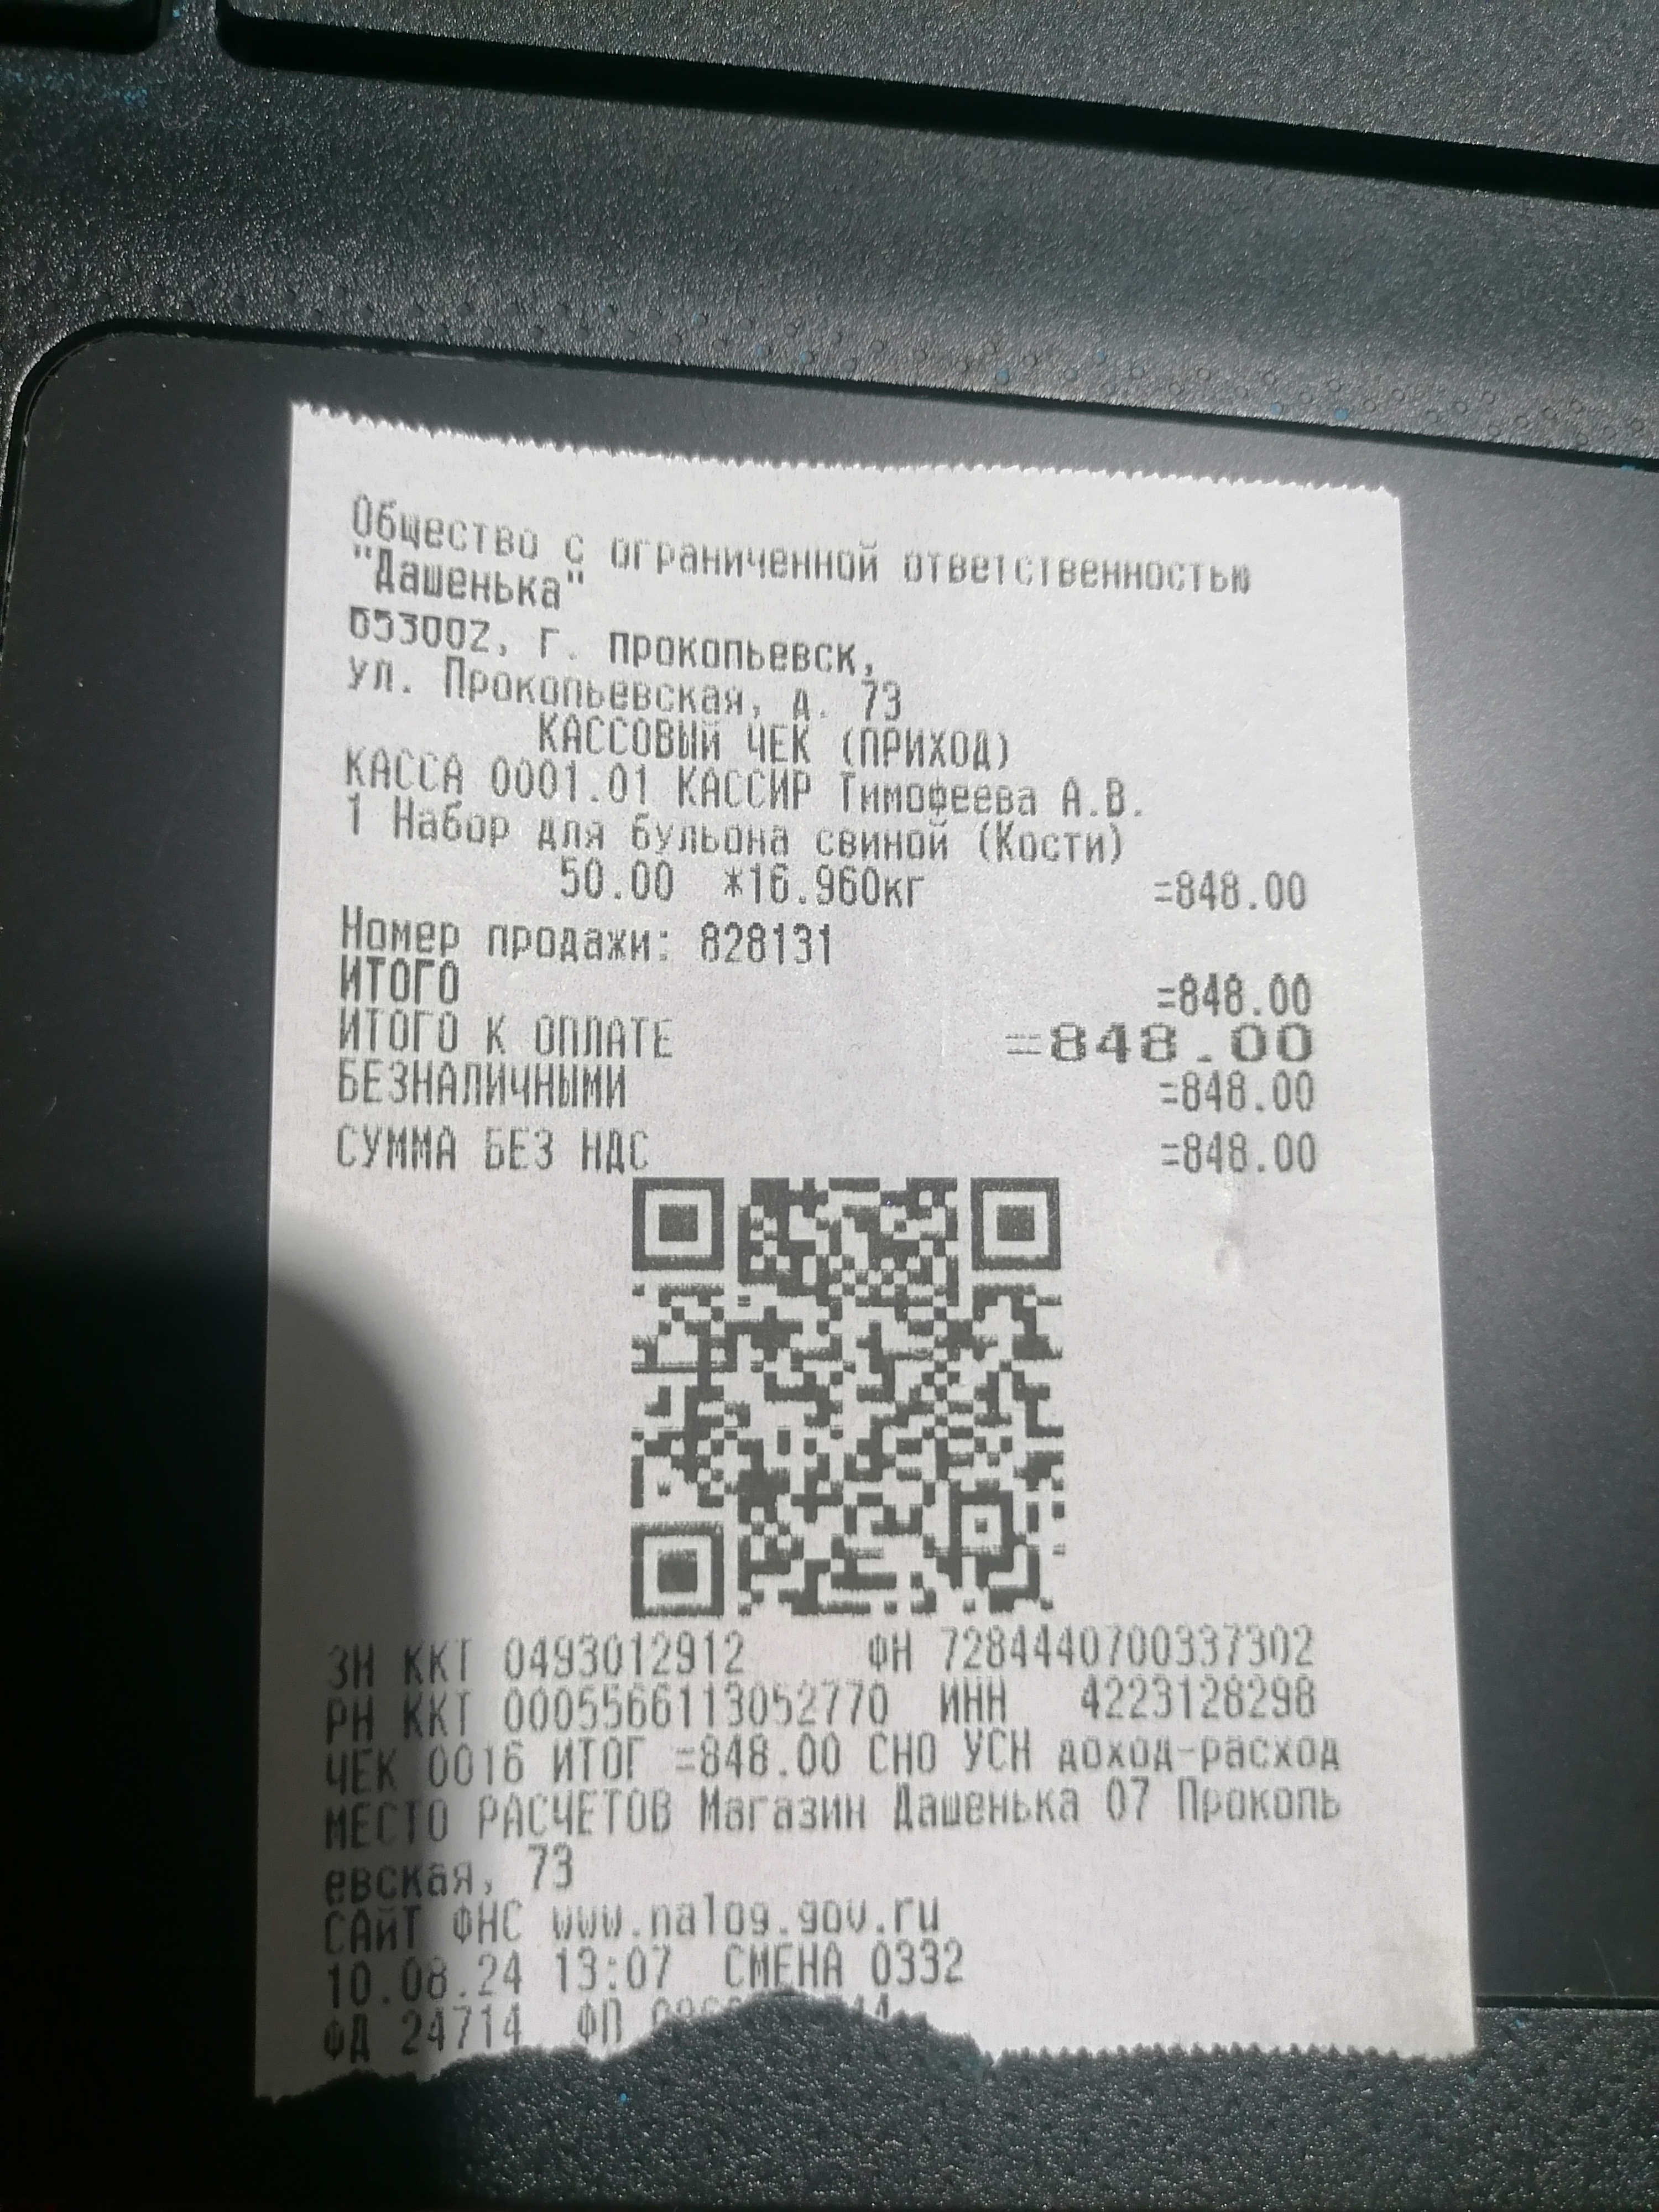 Общество с ограниченной ответственностью
"Дашенька"
653002, г. Прокопьевск,
ул. Прокопьевская, д. 73
КАССОВЫЙ ЧЕК (ПРИХОД)
КАССА 0001.01 КАССИР Тимофеева А.В.
1 Набор для бульона свиной (Кости)
50.00 *16.960кг =848.00
Номер продажи: 828131
ИТОГО =848.00
ИТОГО К ОПЛАТЕ =848.00
БЕЗНАЛИЧНЫМИ =848.00
СУММА БЕЗ НДС =848.00
ЗН ККТ 0493012912 ФН 7284440700337302
РН ККТ 0005566113052770 ИНН 4223128298
ЧЕК 0016 ИТОГ =848.00 СНО УСН доход-расход
МЕСТО РАСЧЕТОВ Магазин Дашенька 07 Прокопь
евская, 73
САЙТ ФНС www.nalog.gov.ru
10.08.24 13:07 СМЕНА 0332
ФД 24714 ФП